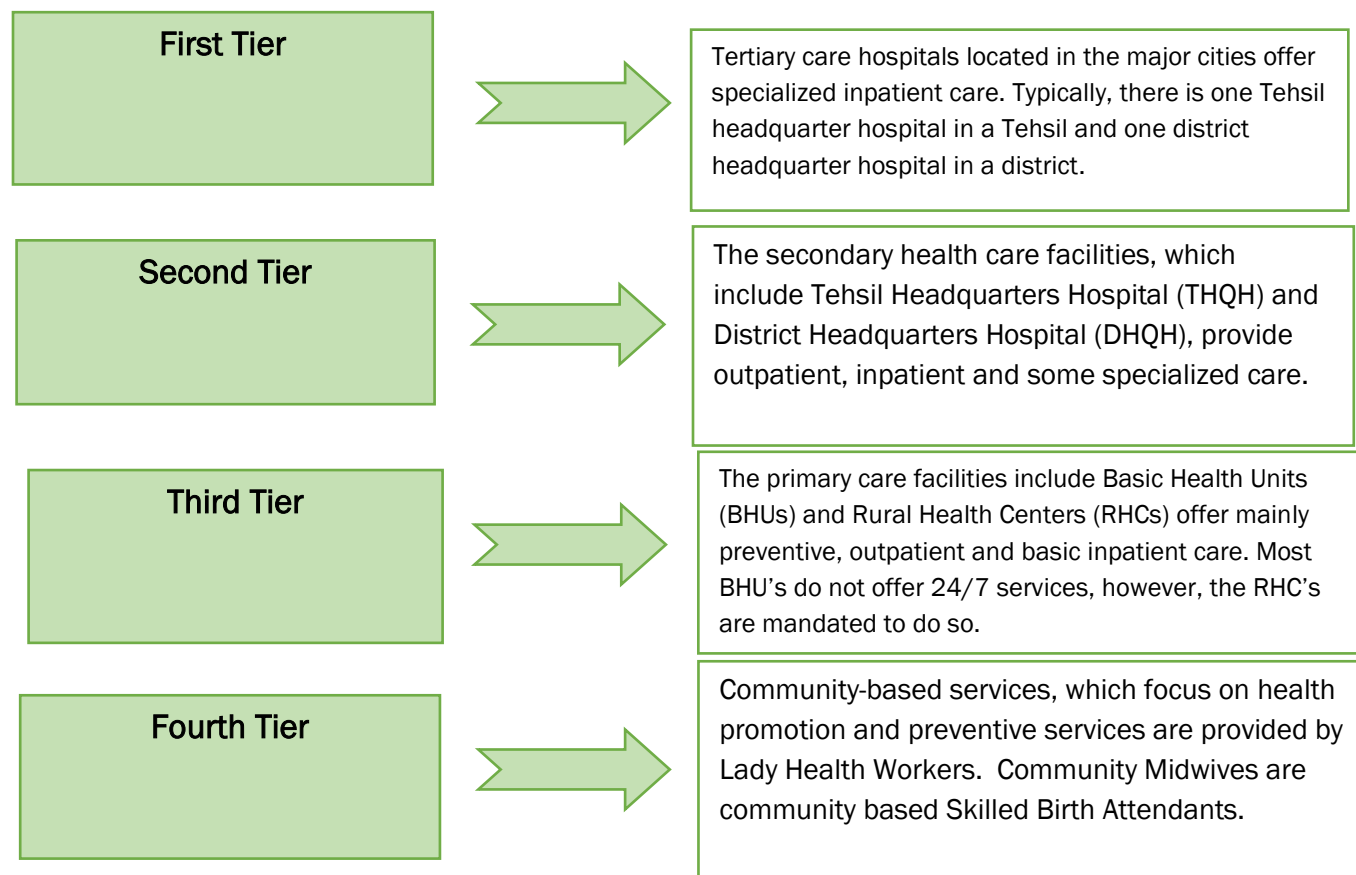 First Tier
Tertiary care hospitals located in the major cities offer
specialized inpatient care. Typically, there is one Tehsil
headquarter hospital in a Tehsil and one district
headquarter hospital in a district.
Second Tier
The secondary health care facilities, which
include Tehsil Headquarters Hospital (THQH) and
District Headquarters Hospital (DHQH), provide
outpatient, inpatient and some specialized care.
Third Tier
The primary care facilities include Basic Health Units
(BHUs) and Rural Health Centers (RHCs) offer mainly
preventive, outpatient and basic inpatient care. Most
BHU’s do not offer 24/7 services, however, the RHC’s
are mandated to do so.
Fourth Tier
Community-based services, which focus on health
promotion and preventive services are provided by
Lady Health Workers.  Community Midwives are
community based Skilled Birth Attendants.